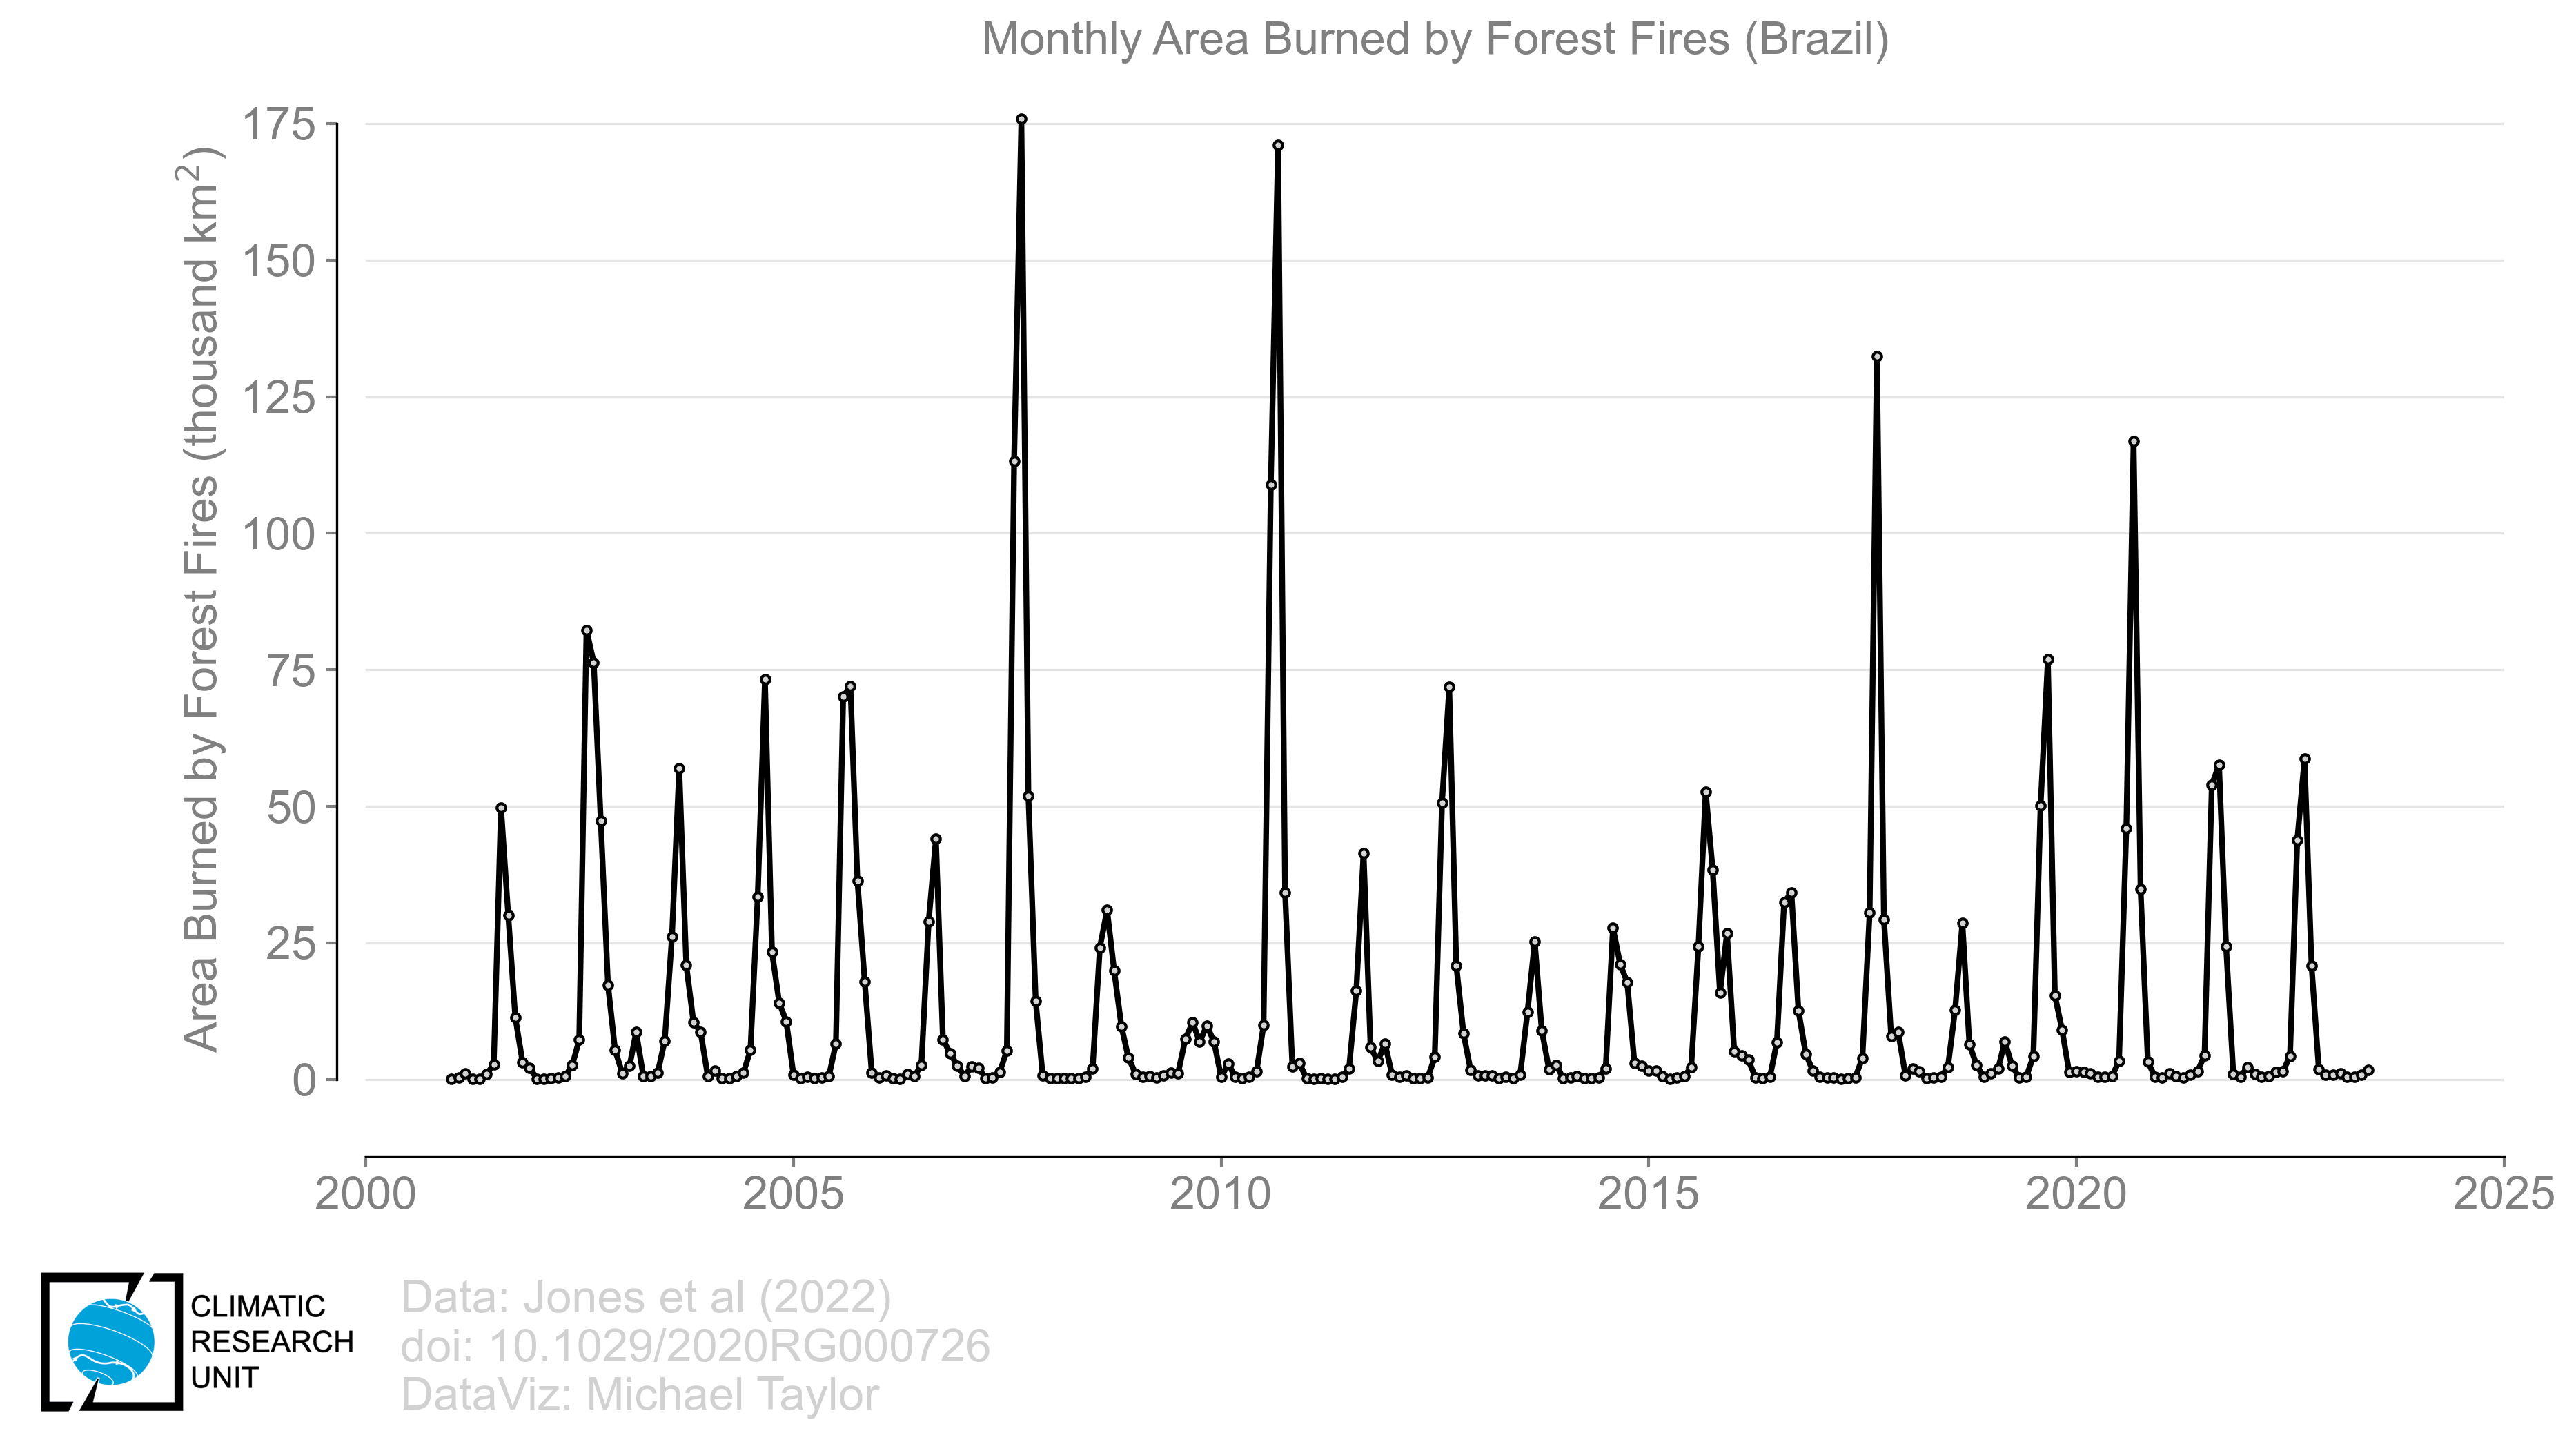 Monthly Area Burned by Forest Fires (Brazil)
Area Burned by Forest Fires (thousand km²)
175
150
125
100
75
50
25
0
2000 2005 2010 2015 2020 2025
CLIMATIC
RESEARCH
UNIT
Data: Jones et al (2022)
doi: 10.1029/2020RG000726
DataViz: Michael Taylor